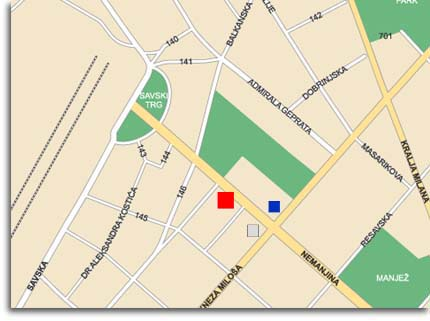 PARK
142
701
BALKANSKA
140
141
SAVSKI
TRG
ADMIRALA GEPRATA
DOBRINJSKA
MASARIKOVA
KRALJA MILANA
143
144
146
145
DR ALEKSANDRA KOSTIĆA
SAVSKA
KNEZA MILOŠA
NEMANJINA
RESAVSKA
MANJEŽ